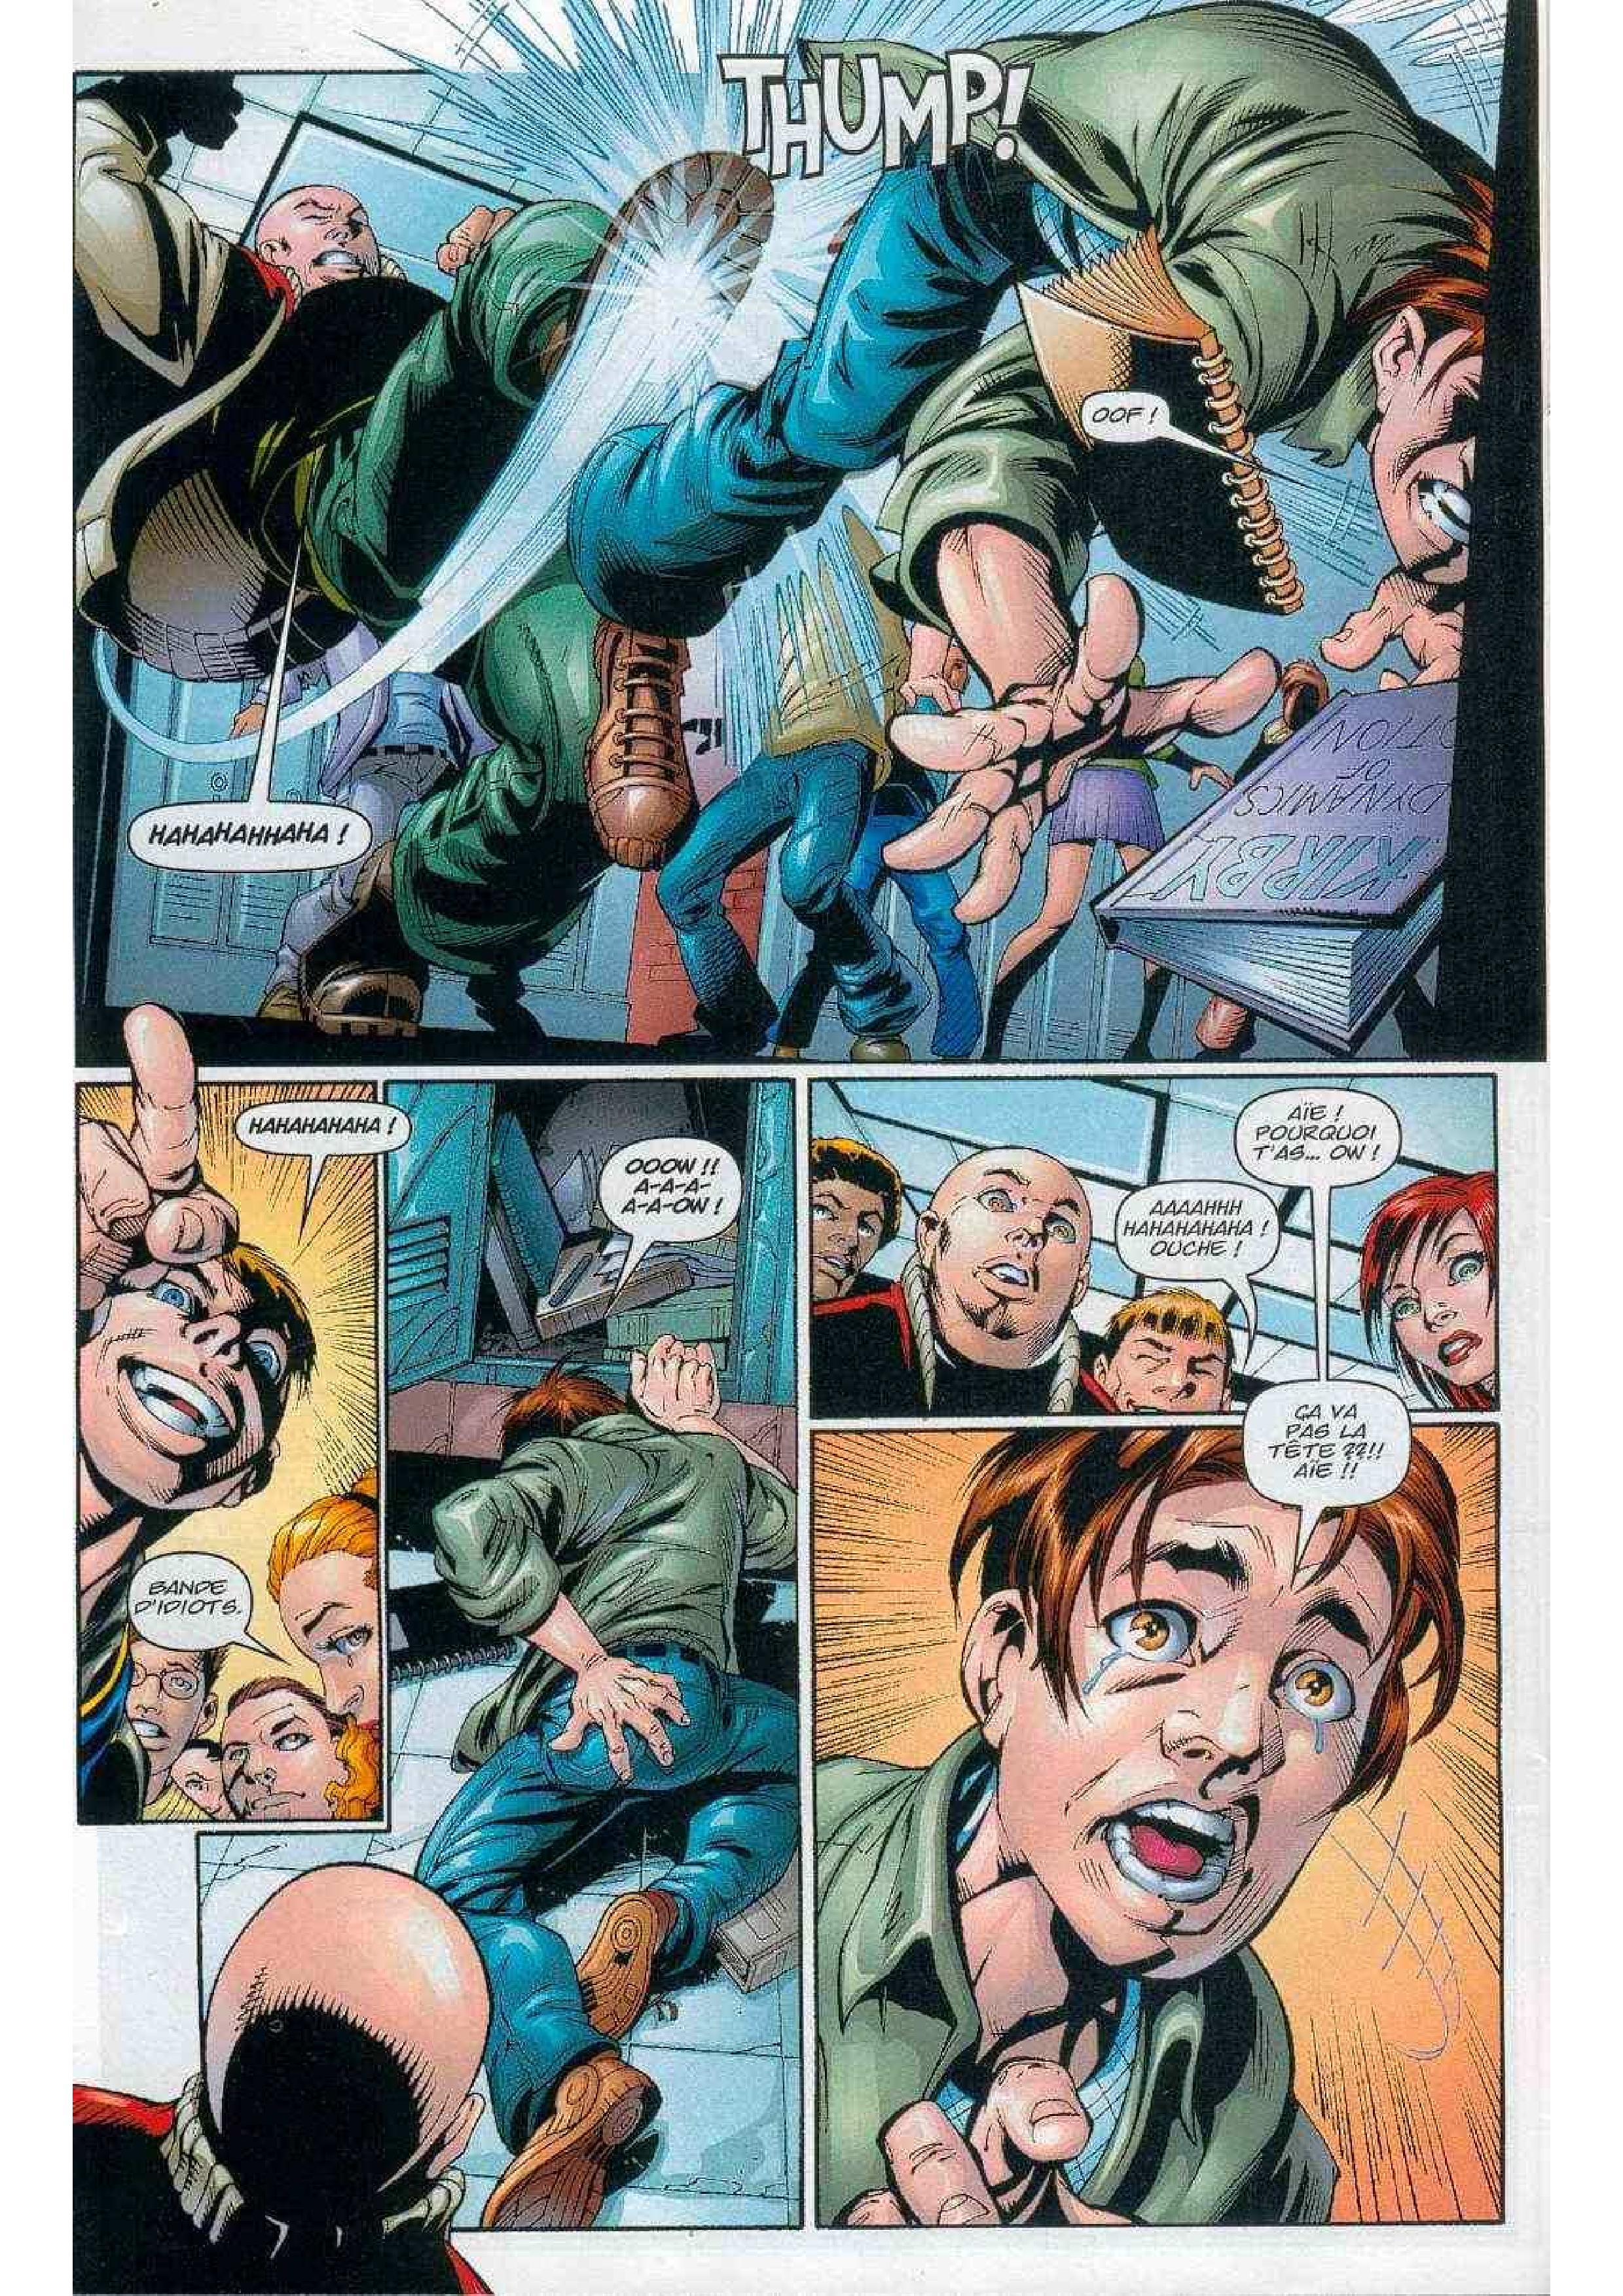 THUMP!
OOF !
HAHAHAHHAHA !
KIRBY
DYNAMICS
OF
HAHAHAHAHA !
BANDE
D'IDIOTS.
OOOW !!
A-A-A-
A-A-OW !
AÏE !
POURQUOI
T'AS... OW !
AAAAHHH
HAHAHAHAHA !
OUCHE !
ÇA VA
PAS LA
TÊTE ??!!
AÏE !!